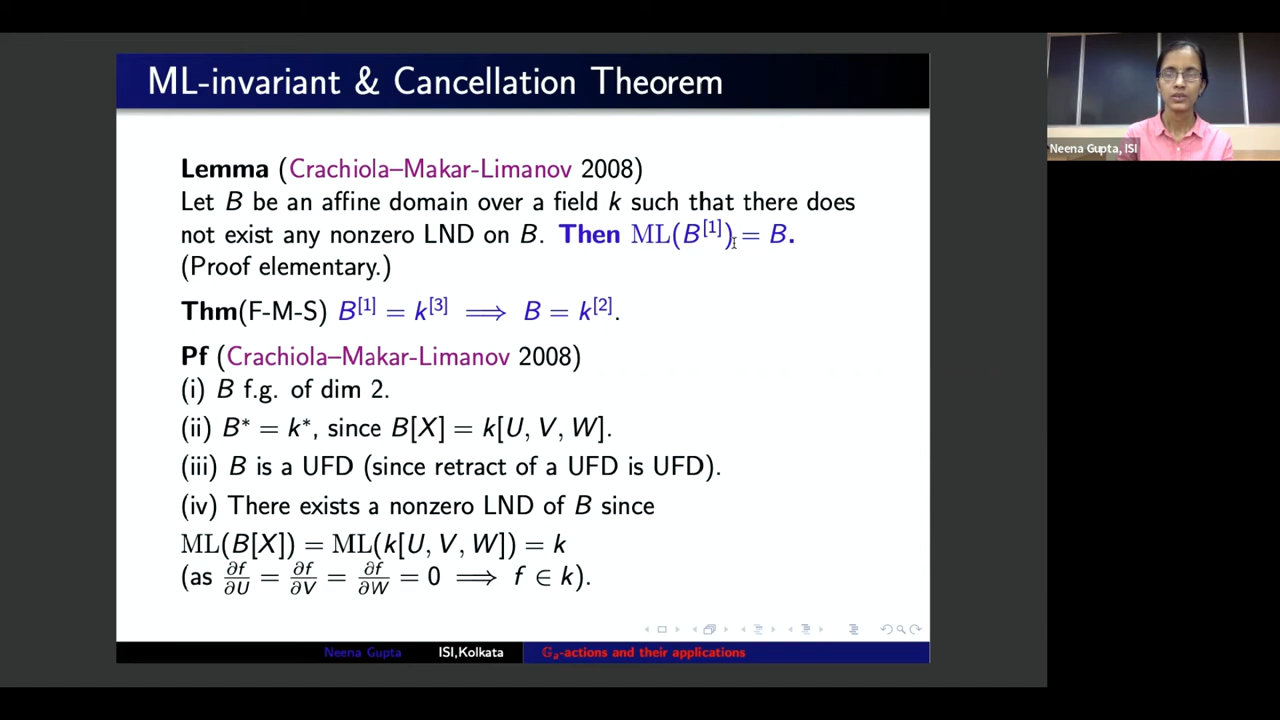 ML-invariant & Cancellation Theorem
Neena Gupta, ISI
Lemma (Crachiola–Makar-Limanov 2008)
Let B be an affine domain over a field k such that there does
not exist any nonzero LND on B. Then ML(B^[1]) = B.
(Proof elementary.)
Thm(F-M-S) B^[1] = k^[3] ⟹ B = k^[2].
Pf (Crachiola–Makar-Limanov 2008)
(i) B f.g. of dim 2.
(ii) B* = k*, since B[X] = k[U, V, W].
(iii) B is a UFD (since retract of a UFD is UFD).
(iv) There exists a nonzero LND of B since
ML(B[X]) = ML(k[U, V, W]) = k
(as ∂f/∂U = ∂f/∂V = ∂f/∂W = 0 ⟹ f ∈ k).
Neena Gupta ISI,Kolkata 𝔾ₐ-actions and their applications